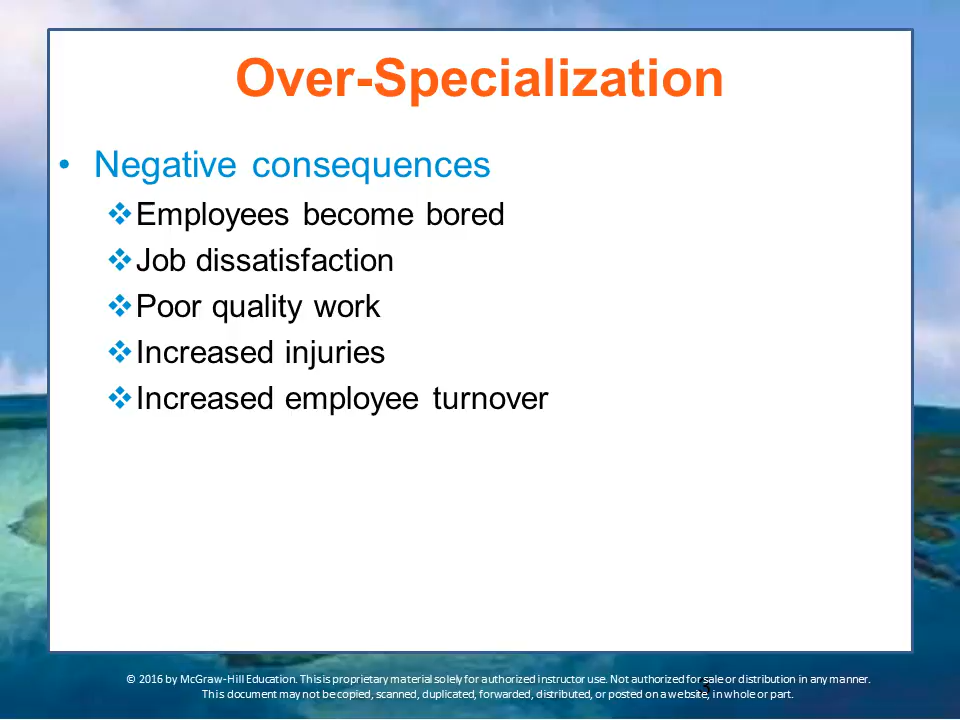 Over-Specialization
• Negative consequences
❖Employees become bored
❖Job dissatisfaction
❖Poor quality work
❖Increased injuries
❖Increased employee turnover
© 2016 by McGraw-Hill Education. This is proprietary material solely for authorized instructor use. Not authorized for sale or distribution in any manner.
This document may not be copied, scanned, duplicated, forwarded, distributed, or posted on a website, in whole or part.